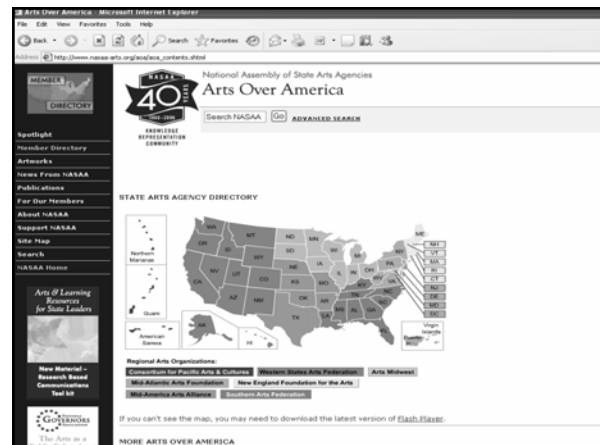 Arts Over America - Microsoft Internet Explorer
File Edit View Favorites Tools Help
Back Search Favorites
Address http://www.nasaa-arts.org/aoa/aoa_contents.shtml
MEMBER
DIRECTORY
Spotlight
Member Directory
Artworks
News From NASAA
Publications
For Our Members
About NASAA
Support NASAA
Site Map
Search
NASAA Home
Arts & Learning
Resources
for State Leaders
New Material –
Research Based
Communications
Tool kit
GOVERNORS
The Arts as a
NASAA
40
YEARS
KNOWLEDGE
REPRESENTATION
COMMUNITY
National Assembly of State Arts Agencies
Arts Over America
Search NASAA Go ADVANCED SEARCH
STATE ARTS AGENCY DIRECTORY
Northern
Marianas
Guam
American
Samoa
WA
OR
CA
ID
NV
MT
WY
UT
AZ
CO
NM
ND
SD
NE
KS
OK
TX
MN
IA
MO
AR
LA
WI
IL
MI
IN
OH
KY
TN
MS
AL
GA
FL
SC
NC
VA
PA
NY
ME
NH
VT
MA
RI
CT
NJ
DE
MD
DC
AK
HI
Virgin
Islands
Puerto
Rico
Regional Arts Organizations:
Consortium for Pacific Arts & Cultures Western States Arts Federation Arts Midwest
Mid-Atlantic Arts Foundation New England Foundation for the Arts
Mid-America Arts Alliance Southern Arts Federation
If you can't see the map, you may need to download the latest version of Flash Player.
MORE ARTS OVER AMERICA